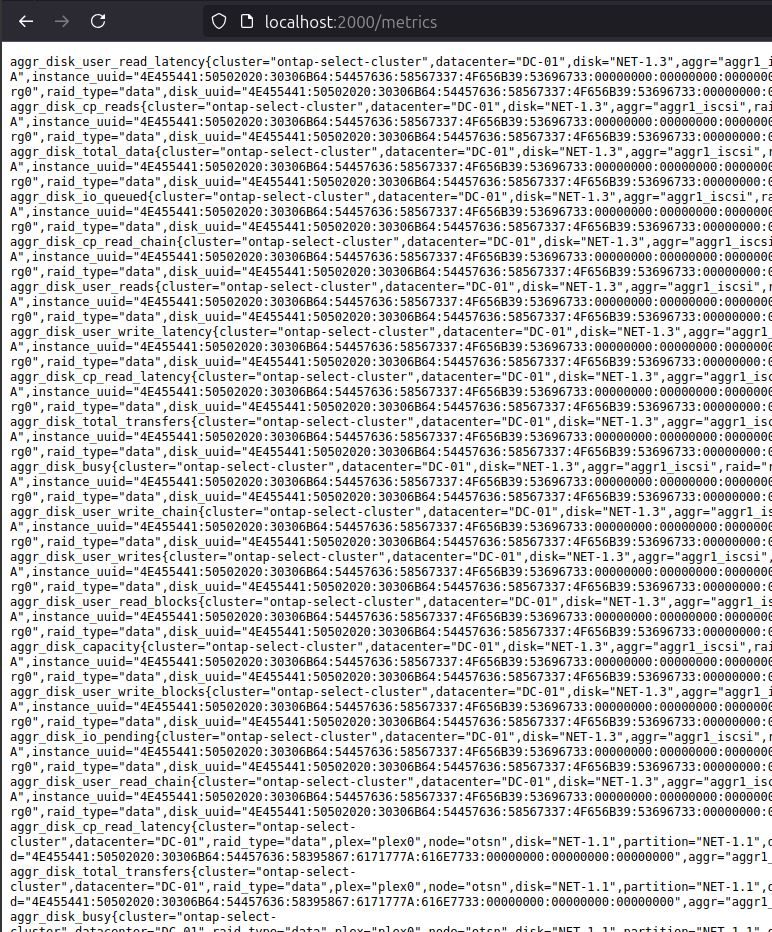 localhost:2000/metrics
aggr_disk_user_read_latency{cluster="ontap-select-cluster",datacenter="DC-01",disk="NET-1.3",aggr="aggr1_i
A",instance_uuid="4E455441:50502020:30306B64:54457636:58567337:4F656B39:53696733:00000000:00000000:0000000
rg0",raid_type="data",disk_uuid="4E455441:50502020:30306B64:54457636:58567337:4F656B39:53696733:00000000:0
aggr_disk_cp_reads{cluster="ontap-select-cluster",datacenter="DC-01",disk="NET-1.3",aggr="aggr1_iscsi",rai
A",instance_uuid="4E455441:50502020:30306B64:54457636:58567337:4F656B39:53696733:00000000:00000000:0000000
rg0",raid_type="data",disk_uuid="4E455441:50502020:30306B64:54457636:58567337:4F656B39:53696733:00000000:0
aggr_disk_total_data{cluster="ontap-select-cluster",datacenter="DC-01",disk="NET-1.3",aggr="aggr1_iscsi",r
A",instance_uuid="4E455441:50502020:30306B64:54457636:58567337:4F656B39:53696733:00000000:00000000:0000000
rg0",raid_type="data",disk_uuid="4E455441:50502020:30306B64:54457636:58567337:4F656B39:53696733:00000000:0
aggr_disk_io_queued{cluster="ontap-select-cluster",datacenter="DC-01",disk="NET-1.3",aggr="aggr1_iscsi",ra
A",instance_uuid="4E455441:50502020:30306B64:54457636:58567337:4F656B39:53696733:00000000:00000000:0000000
rg0",raid_type="data",disk_uuid="4E455441:50502020:30306B64:54457636:58567337:4F656B39:53696733:00000000:0
aggr_disk_cp_read_chain{cluster="ontap-select-cluster",datacenter="DC-01",disk="NET-1.3",aggr="aggr1_iscsi
A",instance_uuid="4E455441:50502020:30306B64:54457636:58567337:4F656B39:53696733:00000000:00000000:0000000
rg0",raid_type="data",disk_uuid="4E455441:50502020:30306B64:54457636:58567337:4F656B39:53696733:00000000:0
aggr_disk_user_reads{cluster="ontap-select-cluster",datacenter="DC-01",disk="NET-1.3",aggr="aggr1_iscsi",r
A",instance_uuid="4E455441:50502020:30306B64:54457636:58567337:4F656B39:53696733:00000000:00000000:0000000
rg0",raid_type="data",disk_uuid="4E455441:50502020:30306B64:54457636:58567337:4F656B39:53696733:00000000:0
aggr_disk_user_write_latency{cluster="ontap-select-cluster",datacenter="DC-01",disk="NET-1.3",aggr="aggr1_
A",instance_uuid="4E455441:50502020:30306B64:54457636:58567337:4F656B39:53696733:00000000:00000000:0000000
rg0",raid_type="data",disk_uuid="4E455441:50502020:30306B64:54457636:58567337:4F656B39:53696733:00000000:0
aggr_disk_cp_read_latency{cluster="ontap-select-cluster",datacenter="DC-01",disk="NET-1.3",aggr="aggr1_isc
A",instance_uuid="4E455441:50502020:30306B64:54457636:58567337:4F656B39:53696733:00000000:00000000:0000000
rg0",raid_type="data",disk_uuid="4E455441:50502020:30306B64:54457636:58567337:4F656B39:53696733:00000000:0
aggr_disk_total_transfers{cluster="ontap-select-cluster",datacenter="DC-01",disk="NET-1.3",aggr="aggr1_isc
A",instance_uuid="4E455441:50502020:30306B64:54457636:58567337:4F656B39:53696733:00000000:00000000:0000000
rg0",raid_type="data",disk_uuid="4E455441:50502020:30306B64:54457636:58567337:4F656B39:53696733:00000000:0
aggr_disk_busy{cluster="ontap-select-cluster",datacenter="DC-01",disk="NET-1.3",aggr="aggr1_iscsi",raid="r
A",instance_uuid="4E455441:50502020:30306B64:54457636:58567337:4F656B39:53696733:00000000:00000000:0000000
rg0",raid_type="data",disk_uuid="4E455441:50502020:30306B64:54457636:58567337:4F656B39:53696733:00000000:0
aggr_disk_user_write_chain{cluster="ontap-select-cluster",datacenter="DC-01",disk="NET-1.3",aggr="aggr1_is
A",instance_uuid="4E455441:50502020:30306B64:54457636:58567337:4F656B39:53696733:00000000:00000000:0000000
rg0",raid_type="data",disk_uuid="4E455441:50502020:30306B64:54457636:58567337:4F656B39:53696733:00000000:0
aggr_disk_user_writes{cluster="ontap-select-cluster",datacenter="DC-01",disk="NET-1.3",aggr="aggr1_iscsi",
A",instance_uuid="4E455441:50502020:30306B64:54457636:58567337:4F656B39:53696733:00000000:00000000:0000000
rg0",raid_type="data",disk_uuid="4E455441:50502020:30306B64:54457636:58567337:4F656B39:53696733:00000000:0
aggr_disk_user_read_blocks{cluster="ontap-select-cluster",datacenter="DC-01",disk="NET-1.3",aggr="aggr1_is
A",instance_uuid="4E455441:50502020:30306B64:54457636:58567337:4F656B39:53696733:00000000:00000000:0000000
rg0",raid_type="data",disk_uuid="4E455441:50502020:30306B64:54457636:58567337:4F656B39:53696733:00000000:0
aggr_disk_capacity{cluster="ontap-select-cluster",datacenter="DC-01",disk="NET-1.3",aggr="aggr1_iscsi",rai
A",instance_uuid="4E455441:50502020:30306B64:54457636:58567337:4F656B39:53696733:00000000:00000000:0000000
rg0",raid_type="data",disk_uuid="4E455441:50502020:30306B64:54457636:58567337:4F656B39:53696733:00000000:0
aggr_disk_user_write_blocks{cluster="ontap-select-cluster",datacenter="DC-01",disk="NET-1.3",aggr="aggr1_i
A",instance_uuid="4E455441:50502020:30306B64:54457636:58567337:4F656B39:53696733:00000000:00000000:0000000
rg0",raid_type="data",disk_uuid="4E455441:50502020:30306B64:54457636:58567337:4F656B39:53696733:00000000:0
aggr_disk_io_pending{cluster="ontap-select-cluster",datacenter="DC-01",disk="NET-1.3",aggr="aggr1_iscsi",r
A",instance_uuid="4E455441:50502020:30306B64:54457636:58567337:4F656B39:53696733:00000000:00000000:0000000
rg0",raid_type="data",disk_uuid="4E455441:50502020:30306B64:54457636:58567337:4F656B39:53696733:00000000:0
aggr_disk_user_read_chain{cluster="ontap-select-cluster",datacenter="DC-01",disk="NET-1.3",aggr="aggr1_isc
A",instance_uuid="4E455441:50502020:30306B64:54457636:58567337:4F656B39:53696733:00000000:00000000:0000000
rg0",raid_type="data",disk_uuid="4E455441:50502020:30306B64:54457636:58567337:4F656B39:53696733:00000000:0
aggr_disk_cp_read_latency{cluster="ontap-select-
cluster",datacenter="DC-01",raid_type="data",plex="plex0",node="otsn",disk="NET-1.1",partition="NET-1.1",d
d="4E455441:50502020:30306B64:54457636:58395867:6171777A:616E7733:00000000:00000000:00000000",aggr="aggr1_
aggr_disk_total_transfers{cluster="ontap-select-
cluster",datacenter="DC-01",raid_type="data",plex="plex0",node="otsn",disk="NET-1.1",partition="NET-1.1",d
d="4E455441:50502020:30306B64:54457636:58395867:6171777A:616E7733:00000000:00000000:00000000",aggr="aggr1_
aggr_disk_busy{cluster="ontap-select-
cluster",datacenter="DC-01",raid_type="data",plex="plex0",node="otsn",disk="NET-1.1",partition="NET-1.1",d